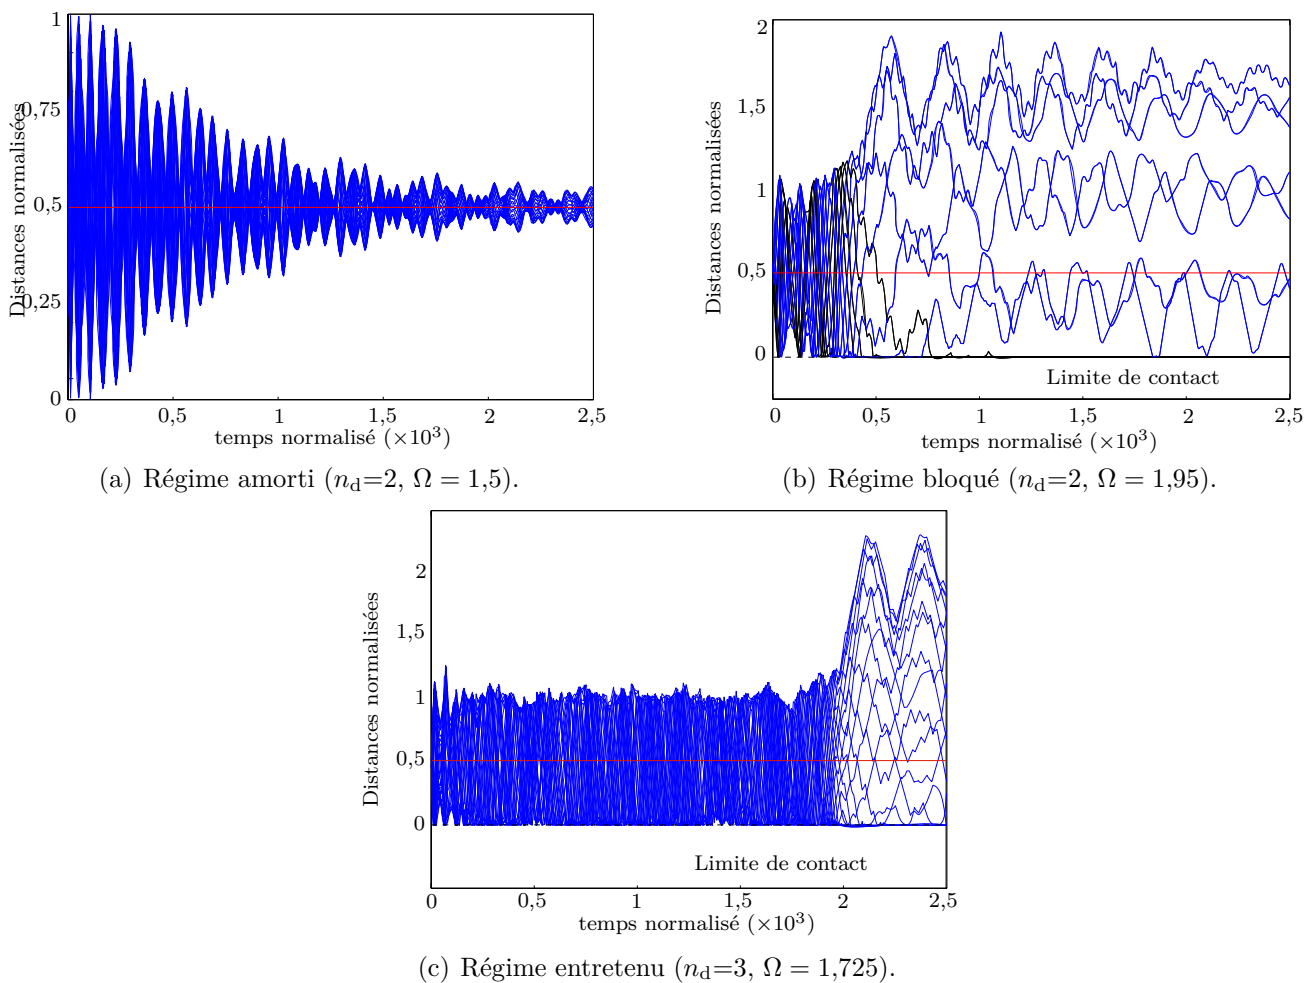 1
0,75
0,5
0,25
0
Distances normalisées
0 0,5 1 1,5 2 2,5
temps normalisé (×10³)
(a) Régime amorti (n_d=2, Ω = 1,5).
2
1,5
1
0,5
0
Distances normalisées
Limite de contact
0 0,5 1 1,5 2 2,5
temps normalisé (×10³)
(b) Régime bloqué (n_d=2, Ω = 1,95).
2
1,5
1
0,5
0
Distances normalisées
Limite de contact
0 0,5 1 1,5 2 2,5
temps normalisé (×10³)
(c) Régime entretenu (n_d=3, Ω = 1,725).